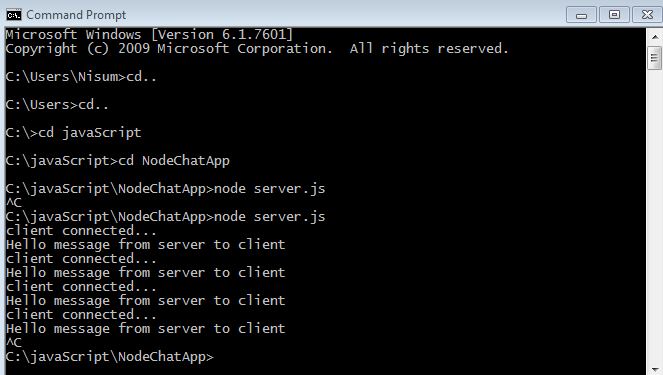 Command Prompt
Microsoft Windows [Version 6.1.7601]
Copyright (c) 2009 Microsoft Corporation.  All rights reserved.
C:\Users\Nisum>cd..
C:\Users>cd..
C:\>cd javaScript
C:\javaScript>cd NodeChatApp
C:\javaScript\NodeChatApp>node server.js
^C
C:\javaScript\NodeChatApp>node server.js
client connected...
Hello message from server to client
client connected...
Hello message from server to client
client connected...
Hello message from server to client
client connected...
Hello message from server to client
^C
C:\javaScript\NodeChatApp>